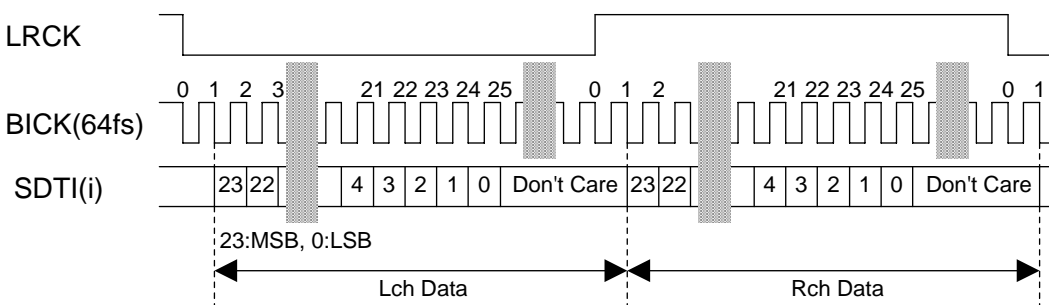 LRCK
0 1 2 3 21 22 23 24 25 0 1 2 21 22 23 24 25 0 1
BICK(64fs)
SDTI(i) 23 22 4 3 2 1 0 Don't Care 23 22 4 3 2 1 0 Don't Care
23:MSB, 0:LSB
Lch Data Rch Data